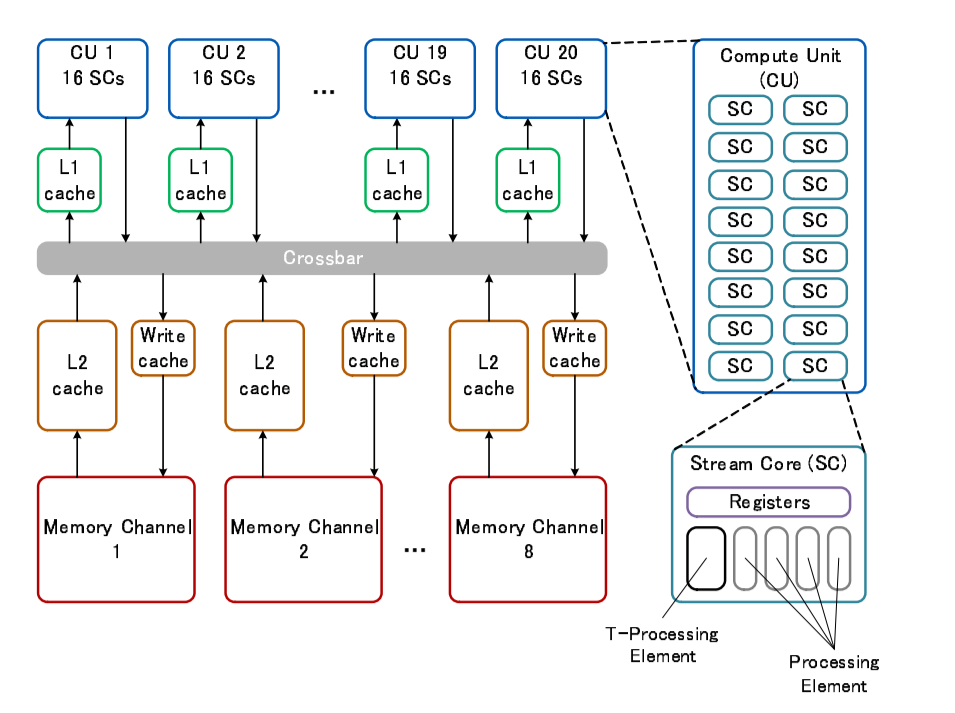 CU 1
16 SCs
CU 2
16 SCs
...
CU 19
16 SCs
CU 20
16 SCs
L1
cache
L1
cache
L1
cache
L1
cache
Crossbar
L2
cache
Write
cache
L2
cache
Write
cache
L2
cache
Write
cache
Memory Channel
1
Memory Channel
2
...
Memory Channel
8
Compute Unit
(CU)
SC SC
SC SC
SC SC
SC SC
SC SC
SC SC
SC SC
SC SC
Stream Core (SC)
Registers
T-Processing
Element
Processing
Element